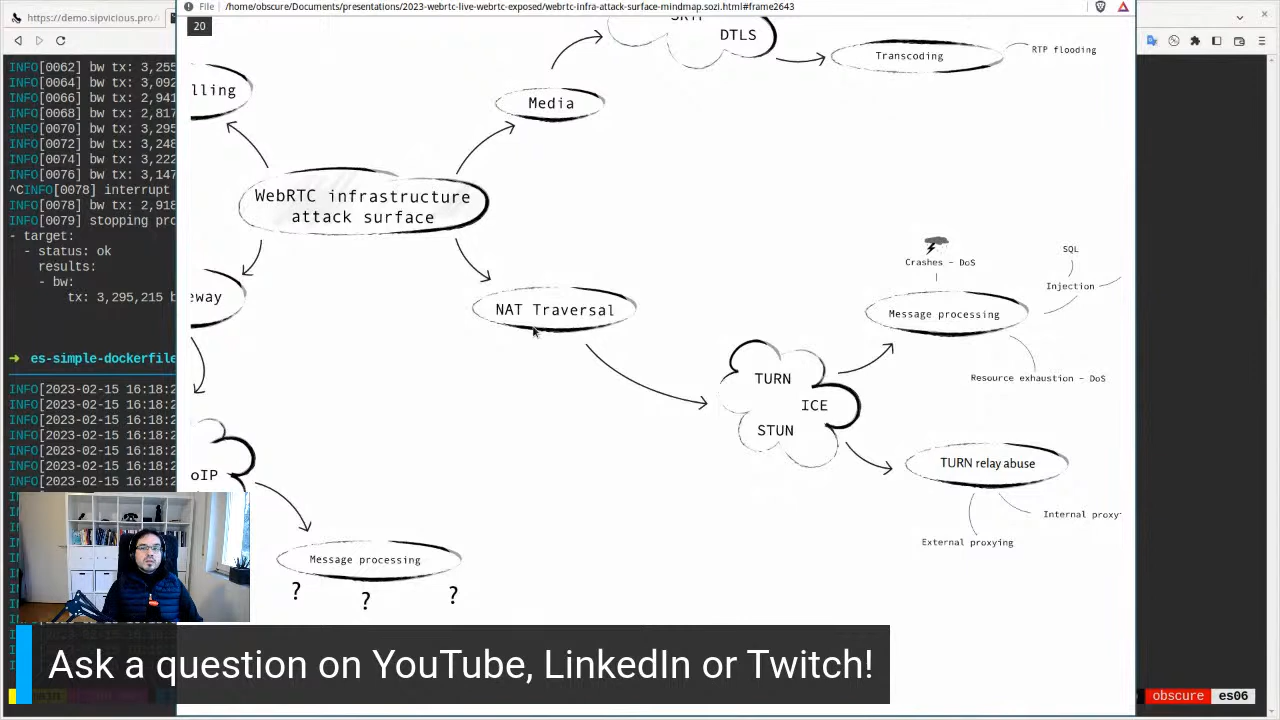 https://demo.sipvicious.pro
File
/home/obscure/Documents/presentations/2023-webrtc-live-webrtc-exposed/webrtc-infra-attack-surface-mindmap.sozi.html#frame2643
20
INFO[0062] bw tx: 3,255
INFO[0064] bw tx: 3,092
INFO[0066] bw tx: 2,941
INFO[0068] bw tx: 2,817
INFO[0070] bw tx: 3,295
INFO[0072] bw tx: 3,248
INFO[0074] bw tx: 3,222
INFO[0076] bw tx: 3,147
^CINFO[0078] interrupt
INFO[0078] bw tx: 2,918
INFO[0079] stopping pro
- target:
- status: ok
results:
- bw:
tx: 3,295,215 b
➜ es-simple-dockerfile
INFO[2023-02-15 16:18:2
INFO[2023-02-15 16:18:2
INFO[2023-02-15 16:18:2
INFO[2023-02-15 16:18:2
INFO[2023-02-15 16:18:2
INFO[2023-02-15 16:18:2
INFO[2023-02-15 16:18:2
SRTP
DTLS
Transcoding
RTP flooding
lling
Media
WebRTC infrastructure
attack surface
eway
NAT Traversal
TURN
ICE
STUN
Crashes - DoS
SQL
Injection
Message processing
Resource exhaustion - DoS
TURN relay abuse
Internal proxy
External proxying
oIP
Message processing
? ? ?
Ask a question on YouTube, LinkedIn or Twitch!
obscure es06